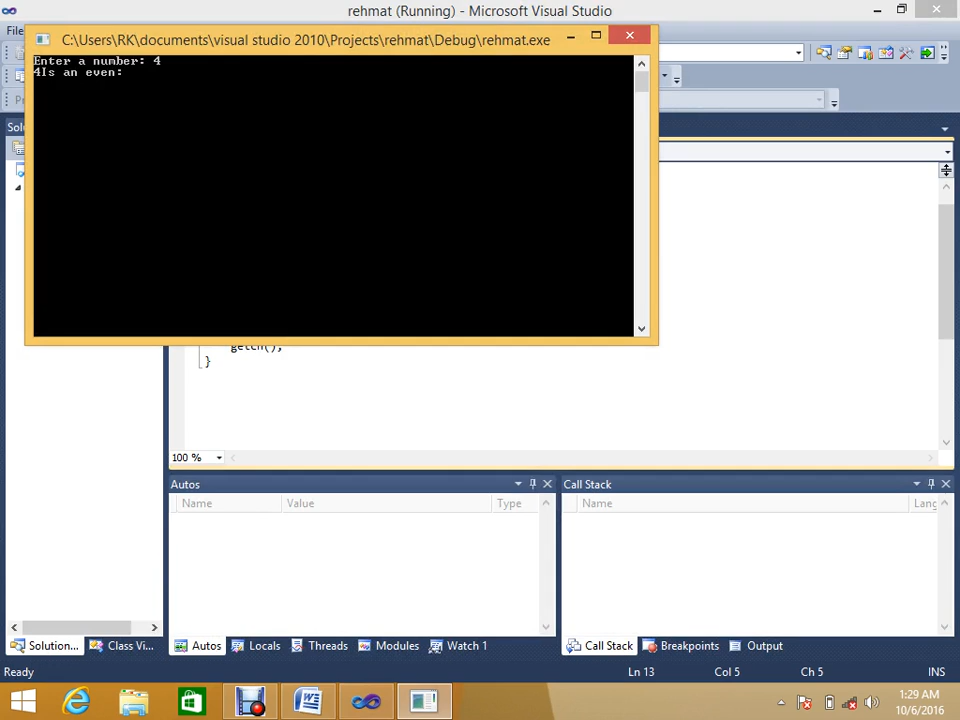 rehmat (Running) - Microsoft Visual Studio
File
C:\Users\RK\documents\visual studio 2010\Projects\rehmat\Debug\rehmat.exe
Enter a number: 4
4Is an even:
getch();
}
100 %
Autos
Name Value Type
Call Stack
Name Lang
Solution... Class Vi...
Autos Locals Threads Modules Watch 1
Call Stack Breakpoints Output
Ready Ln 13 Col 5 Ch 5 INS
1:29 AM
10/6/2016